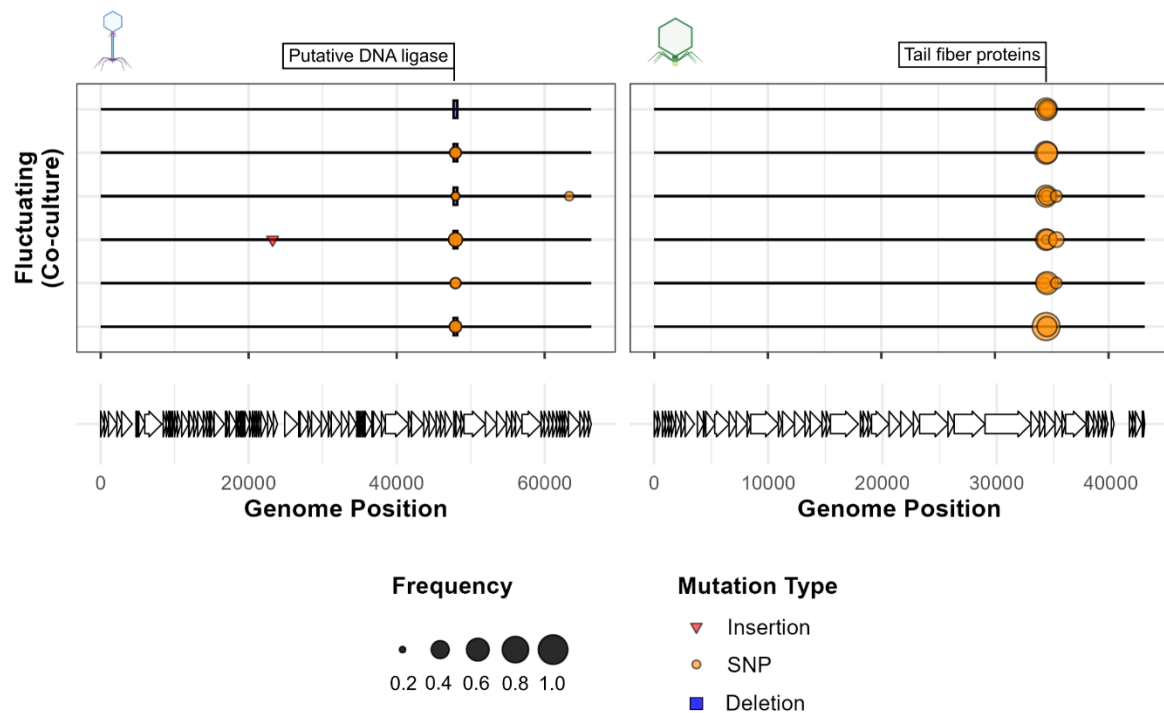 Putative DNA ligase
Tail fiber proteins
Fluctuating
(Co-culture)
0
20000
40000
60000
0
10000
20000
30000
40000
Genome Position
Genome Position
Frequency
0.2
0.4
0.6
0.8
1.0
Mutation Type
Insertion
SNP
Deletion